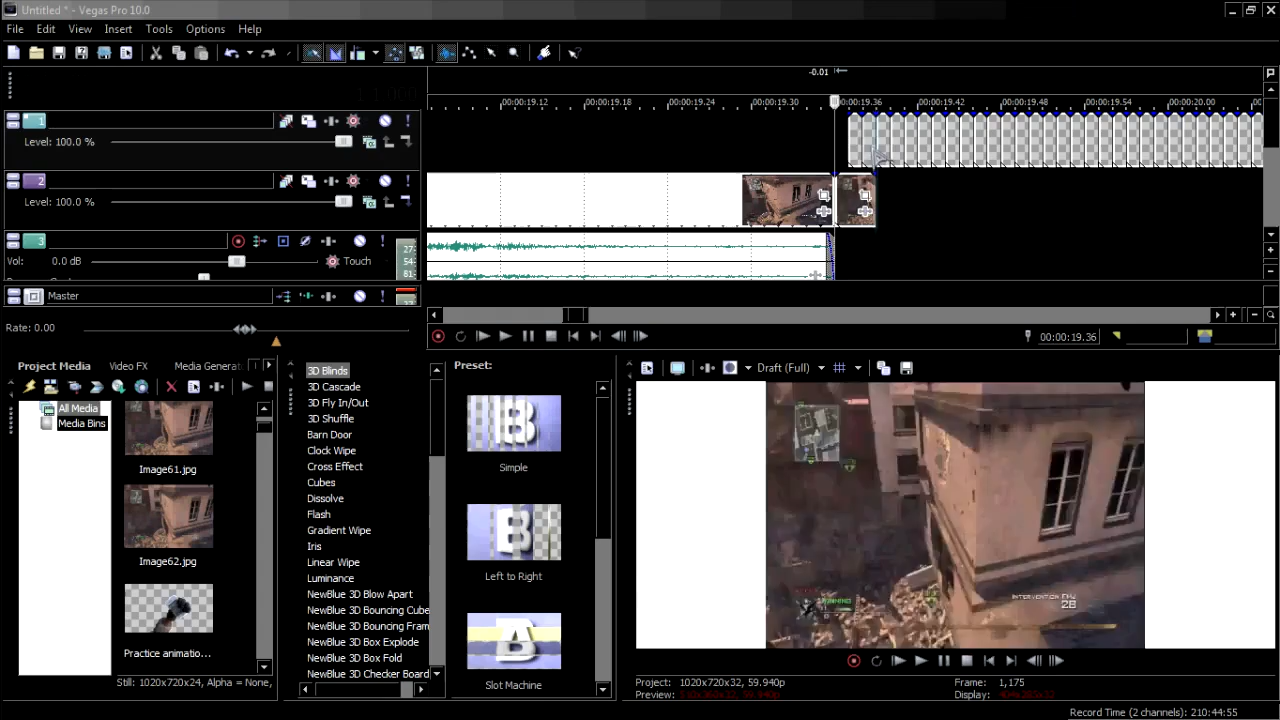 Untitled * - Vegas Pro 10.0
File Edit View Insert Tools Options Help
-0.01
00:00:19.12 00:00:19.18 00:00:19.24 00:00:19.30 00:00:19.36 00:00:19.42 00:00:19.48 00:00:19.54 00:00:20.00
1
Level: 100.0 %
2
Level: 100.0 %
3
Vol: 0.0 dB Touch
27-
54-
81-
Master
Rate: 0.00
00:00:19.36
Project Media Video FX Media Generat
All Media
Media Bins
Image61.jpg
Image62.jpg
Practice animatio...
Still: 1020x720x24, Alpha = None,
3D Blinds
3D Cascade
3D Fly In/Out
3D Shuffle
Barn Door
Clock Wipe
Cross Effect
Cubes
Dissolve
Flash
Gradient Wipe
Iris
Linear Wipe
Luminance
NewBlue 3D Blow Apart
NewBlue 3D Bouncing Cube
NewBlue 3D Bouncing Fram
NewBlue 3D Box Explode
NewBlue 3D Box Fold
NewBlue 3D Checker Board
Preset:
Simple
Left to Right
Slot Machine
Draft (Full)
28
Project: 1020x720x32, 59.940p
Frame: 1,175
Display:
Record Time (2 channels): 210:44:55